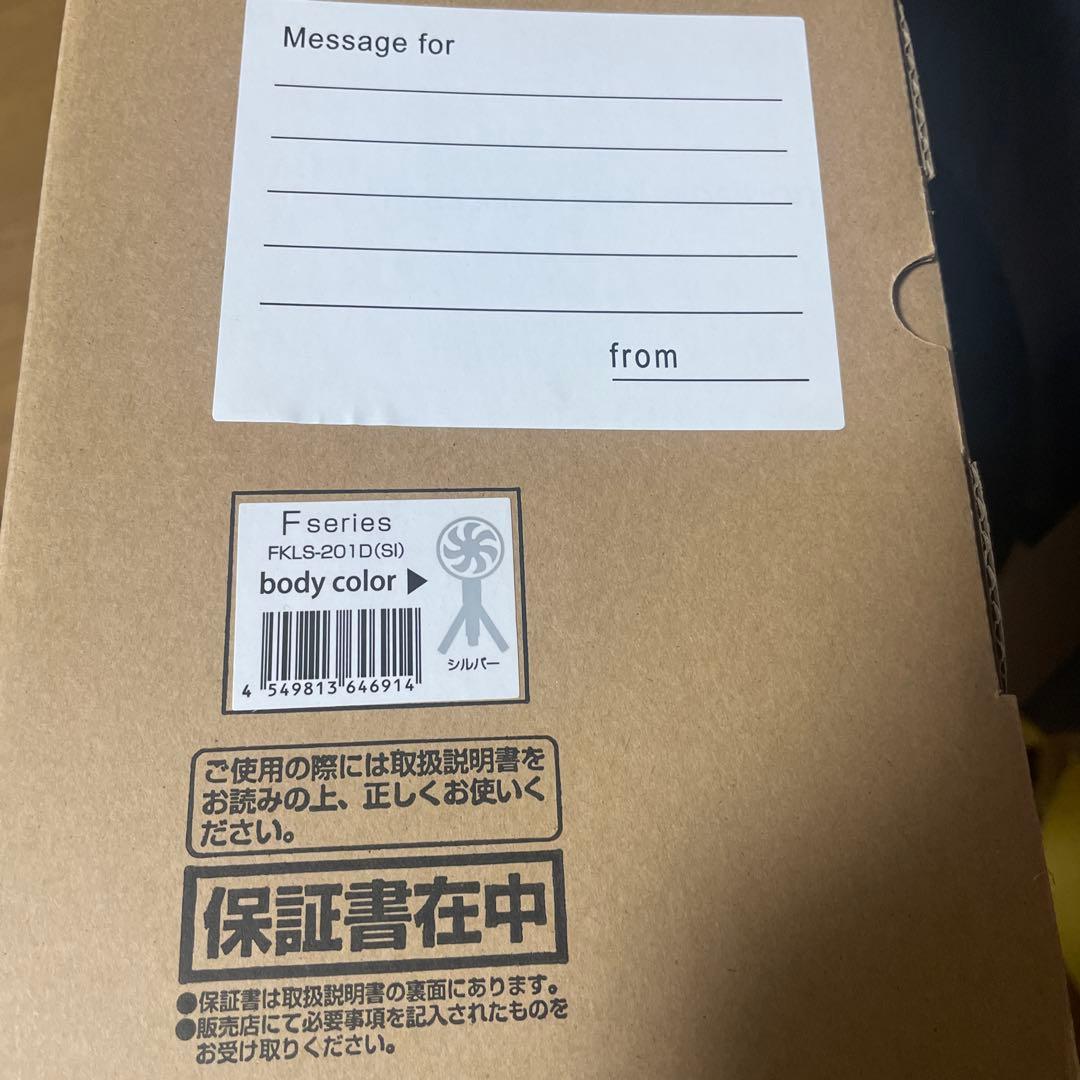 Message for
from
F series
FKLS-201D(SI)
body color ▶
シルバー
4 549813 646914
ご使用の際には取扱説明書を
お読みの上、正しくお使いく
ださい。
保証書在中
●保証書は取扱説明書の裏面にあります。
●販売店にて必要事項を記入されたものを
お受け取りください。